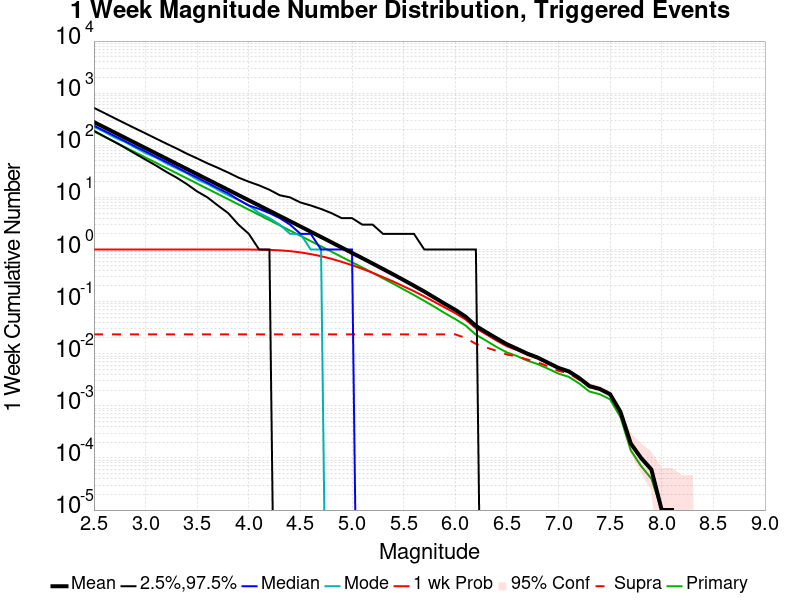 1 Week Magnitude Number Distribution, Triggered Events
10^4
10^3
10^2
10^1
10^0
10^-1
10^-2
10^-3
10^-4
10^-5
1 Week Cumulative Number
2.5 3.0 3.5 4.0 4.5 5.0 5.5 6.0 6.5 7.0 7.5 8.0 8.5 9.0
Magnitude
Mean 2.5%,97.5% Median Mode 1 wk Prob 95% Conf Supra Primary